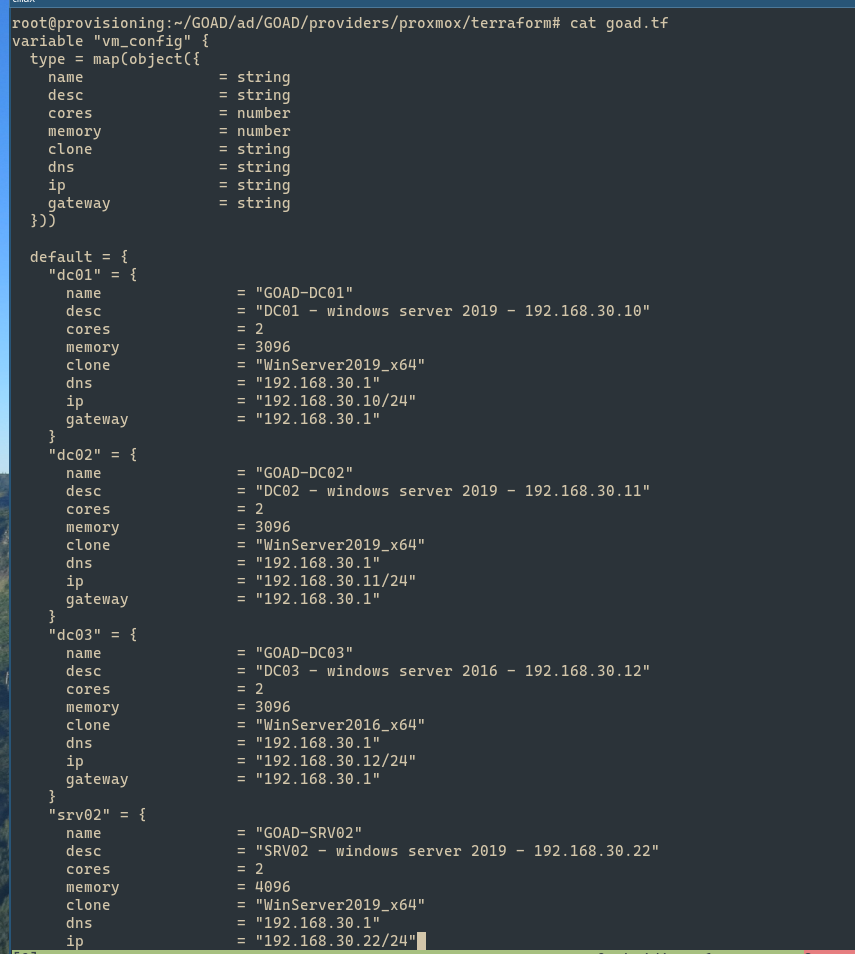 root@provisioning:~/GOAD/ad/GOAD/providers/proxmox/terraform# cat goad.tf
variable "vm_config" {
  type = map(object({
    name               = string
    desc               = string
    cores              = number
    memory             = number
    clone              = string
    dns                = string
    ip                 = string
    gateway            = string
  }))

  default = {
    "dc01" = {
      name               = "GOAD-DC01"
      desc               = "DC01 - windows server 2019 - 192.168.30.10"
      cores              = 2
      memory             = 3096
      clone              = "WinServer2019_x64"
      dns                = "192.168.30.1"
      ip                 = "192.168.30.10/24"
      gateway            = "192.168.30.1"
    }
    "dc02" = {
      name               = "GOAD-DC02"
      desc               = "DC02 - windows server 2019 - 192.168.30.11"
      cores              = 2
      memory             = 3096
      clone              = "WinServer2019_x64"
      dns                = "192.168.30.1"
      ip                 = "192.168.30.11/24"
      gateway            = "192.168.30.1"
    }
    "dc03" = {
      name               = "GOAD-DC03"
      desc               = "DC03 - windows server 2016 - 192.168.30.12"
      cores              = 2
      memory             = 3096
      clone              = "WinServer2016_x64"
      dns                = "192.168.30.1"
      ip                 = "192.168.30.12/24"
      gateway            = "192.168.30.1"
    }
    "srv02" = {
      name               = "GOAD-SRV02"
      desc               = "SRV02 - windows server 2019 - 192.168.30.22"
      cores              = 2
      memory             = 4096
      clone              = "WinServer2019_x64"
      dns                = "192.168.30.1"
      ip                 = "192.168.30.22/24"